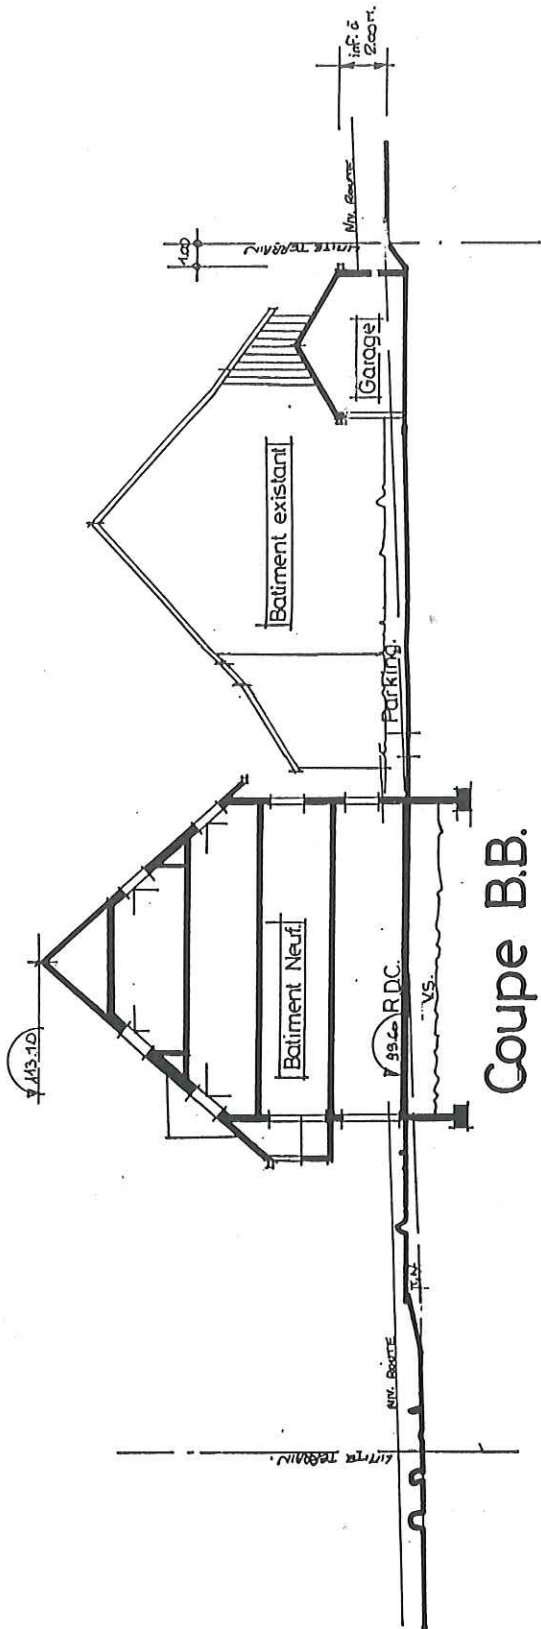 113.10
Batiment Neuf.
99.60 R.D.C.
V.S.
NIV. ROUTE
LIMITE TERRAIN.
T.N.
Batiment existant
Parking.
Garage
1.00
LIMITE TERRAIN
NIV. ROUTE
inf. à
2.00 M.
Coupe B.B.